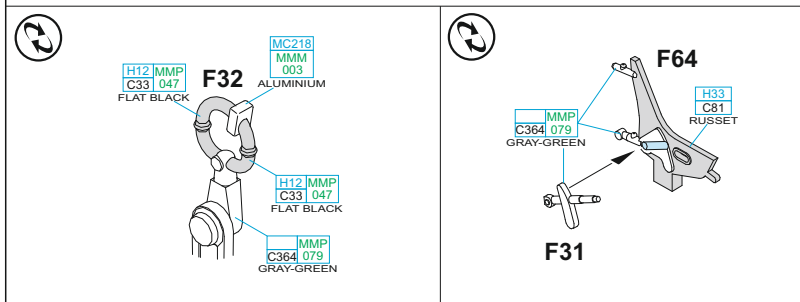 MC218
MMM
003
ALUMINIUM
H12 MMP
C33 047
FLAT BLACK
F32
H12 MMP
C33 047
FLAT BLACK
MMP
C364 079
GRAY-GREEN
F64
H33
C81
RUSSET
MMP
C364 079
GRAY-GREEN
F31